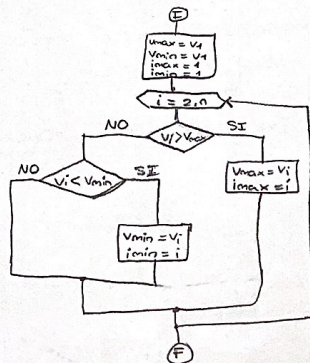 I
Vmax = V1
Vmin = V1
imax = 1
imin = 1
i = 2,n
NO
Vi > Vmax
SI
NO
Vi < Vmin
SI
Vmax = Vi
imax = i
Vmin = Vi
imin = i
F